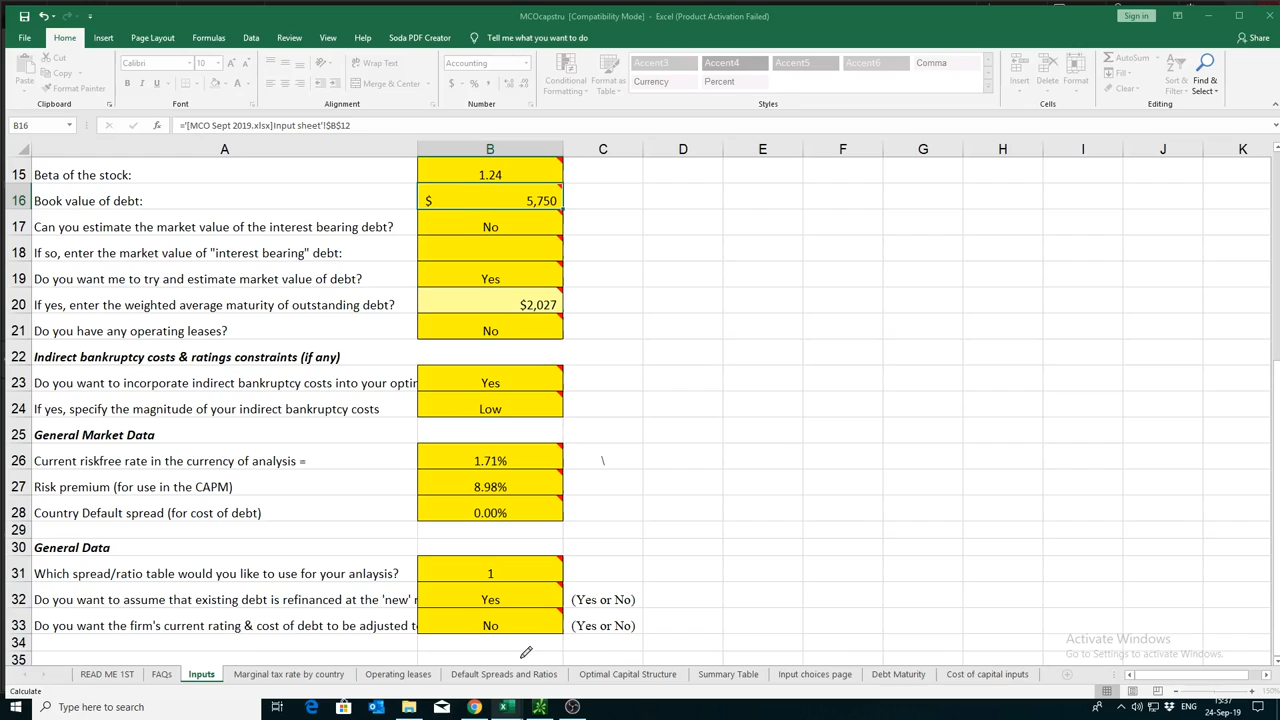 MCOcapstru  [Compatibility Mode]  -  Excel (Product Activation Failed)
Sign in
File Home Insert Page Layout Formulas Data Review View Help Soda PDF Creator Tell me what you want to do Share
Cut
Copy
Format Painter
Paste
Clipboard
Calibri 10
B I U
Font
Wrap Text
Merge & Center
Alignment
Accounting
$ % ,
Number
Conditional Formatting
Format as Table
Accent3 Accent4 Accent5 Accent6 Comma
Currency Percent
Styles
Insert Delete Format
Cells
AutoSum
Fill
Clear
Sort & Filter
Find & Select
Editing
B16 fx ='[MCO Sept 2019.xlsx]Input sheet'!$B$12
A B C D E F G H I J K
15 Beta of the stock: 1.24
16 Book value of debt: $ 5,750
17 Can you estimate the market value of the interest bearing debt? No
18 If so, enter the market value of "interest bearing" debt:
19 Do you want me to try and estimate market value of debt? Yes
20 If yes, enter the weighted average maturity of outstanding debt? $2,027
21 Do you have any operating leases? No
22 Indirect bankruptcy costs & ratings constraints (if any)
23 Do you want to incorporate indirect bankruptcy costs into your opti Yes
24 If yes, specify the magnitude of your indirect bankruptcy costs Low
25 General Market Data
26 Current riskfree rate in the currency of analysis = 1.71% \
27 Risk premium (for use in the CAPM) 8.98%
28 Country Default spread (for cost of debt) 0.00%
29
30 General Data
31 Which spread/ratio table would you like to use for your anlaysis? 1
32 Do you want to assume that existing debt is refinanced at the 'new' r Yes (Yes or No)
33 Do you want the firm's current rating & cost of debt to be adjusted to No (Yes or No)
34
35
Activate Windows
Go to Settings to activate Windows.
READ ME 1ST FAQs Inputs Marginal tax rate by country Operating leases Default Spreads and Ratios Optimal Capital Structure Summary Table Input choices page Debt Maturity Cost of capital inputs
Calculate
150%
Type here to search
15:37
24-Sep-19